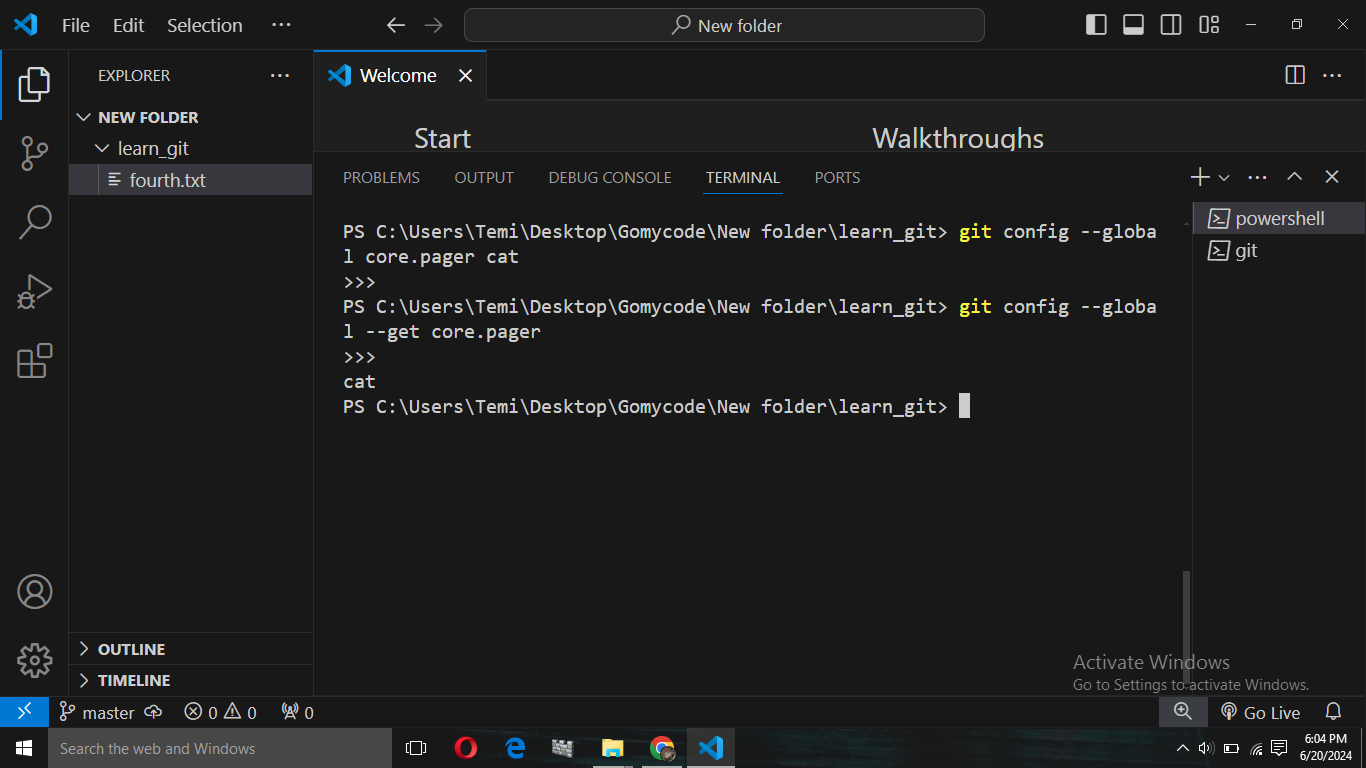 File Edit Selection ··· New folder
EXPLORER ···
NEW FOLDER
learn_git
fourth.txt
OUTLINE
TIMELINE
Welcome
Start Walkthroughs
PROBLEMS OUTPUT DEBUG CONSOLE TERMINAL PORTS
PS C:\Users\Temi\Desktop\Gomycode\New folder\learn_git> git config --globa
l core.pager cat
>>>
PS C:\Users\Temi\Desktop\Gomycode\New folder\learn_git> git config --globa
l --get core.pager
>>>
cat
PS C:\Users\Temi\Desktop\Gomycode\New folder\learn_git>
powershell
git
Activate Windows
Go to Settings to activate Windows.
master 0 0 0 Go Live
Search the web and Windows
6:04 PM
6/20/2024